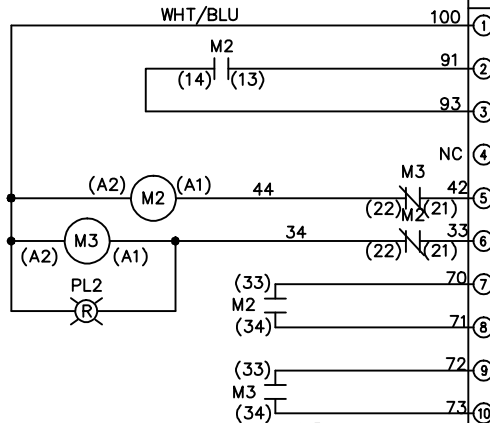 WHT/BLU 100 1
M2
(14) (13) 91 2
93 3
NC 4
M3
(A2) M2 (A1) 44 (22) (21) 42 5
M2
(A2) M3 (A1) 34 (22) (21) 33 6
PL2
R
(33) 70 7
M2
(34) 71 8
(33) 72 9
M3
(34) 73 10